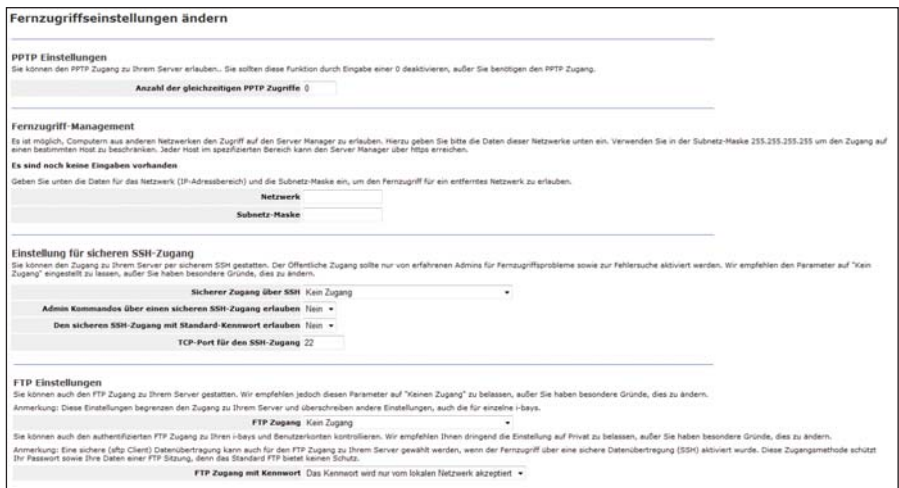 Fernzugriffseinstellungen ändern
PPTP Einstellungen
Sie können den PPTP Zugang zu Ihrem Server erlauben.. Sie sollten diese Funktion durch Eingabe einer 0 deaktivieren, außer Sie benötigen den PPTP Zugang.
Anzahl der gleichzeitigen PPTP Zugriffe 0
Fernzugriff-Management
Es ist möglich, Computern aus anderen Netzwerken den Zugriff auf den Server Manager zu erlauben. Hierzu geben Sie bitte die Daten dieser Netzwerke unten ein. Verwenden Sie in der Subnetz-Maske 255.255.255.255 um den Zugang auf
einen bestimmten Host zu beschränken. Jeder Host im spezifizierten Bereich kann den Server Manager über https erreichen.
Es sind noch keine Eingaben vorhanden
Geben Sie unten die Daten für das Netzwerk (IP-Adressbereich) und die Subnetz-Maske ein, um den Fernzugriff für ein entferntes Netzwerk zu erlauben.
Netzwerk
Subnetz-Maske
Einstellung für sicheren SSH-Zugang
Sie können den Zugang zu Ihrem Server per sicherem SSH gestatten. Der Öffentliche Zugang sollte nur von erfahrenen Admins für Fernzugriffsprobleme sowie zur Fehlersuche aktiviert werden. Wir empfehlen den Parameter auf "Kein
Zugang" eingestellt zu lassen, außer Sie haben besondere Gründe, dies zu ändern.
Sicherer Zugang über SSH Kein Zugang
Admin Kommandos über einen sicheren SSH-Zugang erlauben Nein
Den sicheren SSH-Zugang mit Standard-Kennwort erlauben Nein
TCP-Port für den SSH-Zugang 22
FTP Einstellungen
Sie können auch den FTP Zugang zu Ihrem Server gestatten. Wir empfehlen jedoch diesen Parameter auf "Keinen Zugang" zu belassen, außer Sie haben besondere Gründe, dies zu ändern.
Anmerkung: Diese Einstellungen begrenzen den Zugang zu Ihrem Server und überschreiben andere Einstellungen, auch die für einzelne i-bays.
FTP Zugang Kein Zugang
Sie können auch den authentifizierten FTP Zugang zu Ihren i-bays und Benutzerkonten kontrollieren. Wir empfehlen Ihnen dringend die Einstellung auf Privat zu belassen, außer Sie haben besondere Gründe, dies zu ändern.
Anmerkung: Eine sichere (sftp Client) Datenübertragung kann auch für den FTP Zugang zu Ihrem Server gewählt werden, wenn der Fernzugriff über eine sichere Datenübertragung (SSH) aktiviert wurde. Diese Zugangsmethode schützt
Ihr Passwort sowie Ihre Daten einer FTP Sitzung, denn das Standard FTP bietet keinen Schutz.
FTP Zugang mit Kennwort Das Kennwort wird nur vom lokalen Netzwerk akzeptiert